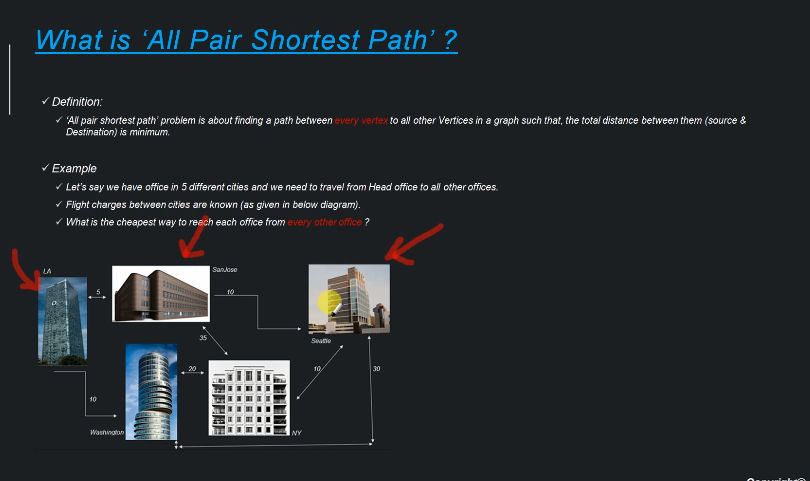 What is ‘All Pair Shortest Path’ ?
✓ Definition:
✓ ‘All pair shortest path’ problem is about finding a path between every vertex to all other Vertices in a graph such that, the total distance between them (source &
Destination) is minimum.
✓ Example
✓ Let’s say we have office in 5 different cities and we need to travel from Head office to all other offices.
✓ Flight charges between cities are known (as given in below diagram).
✓ What is the cheapest way to reach each office from every other office ?
LA
SanJose
5
10
Seattle
35
20
10
30
10
Washington
NY